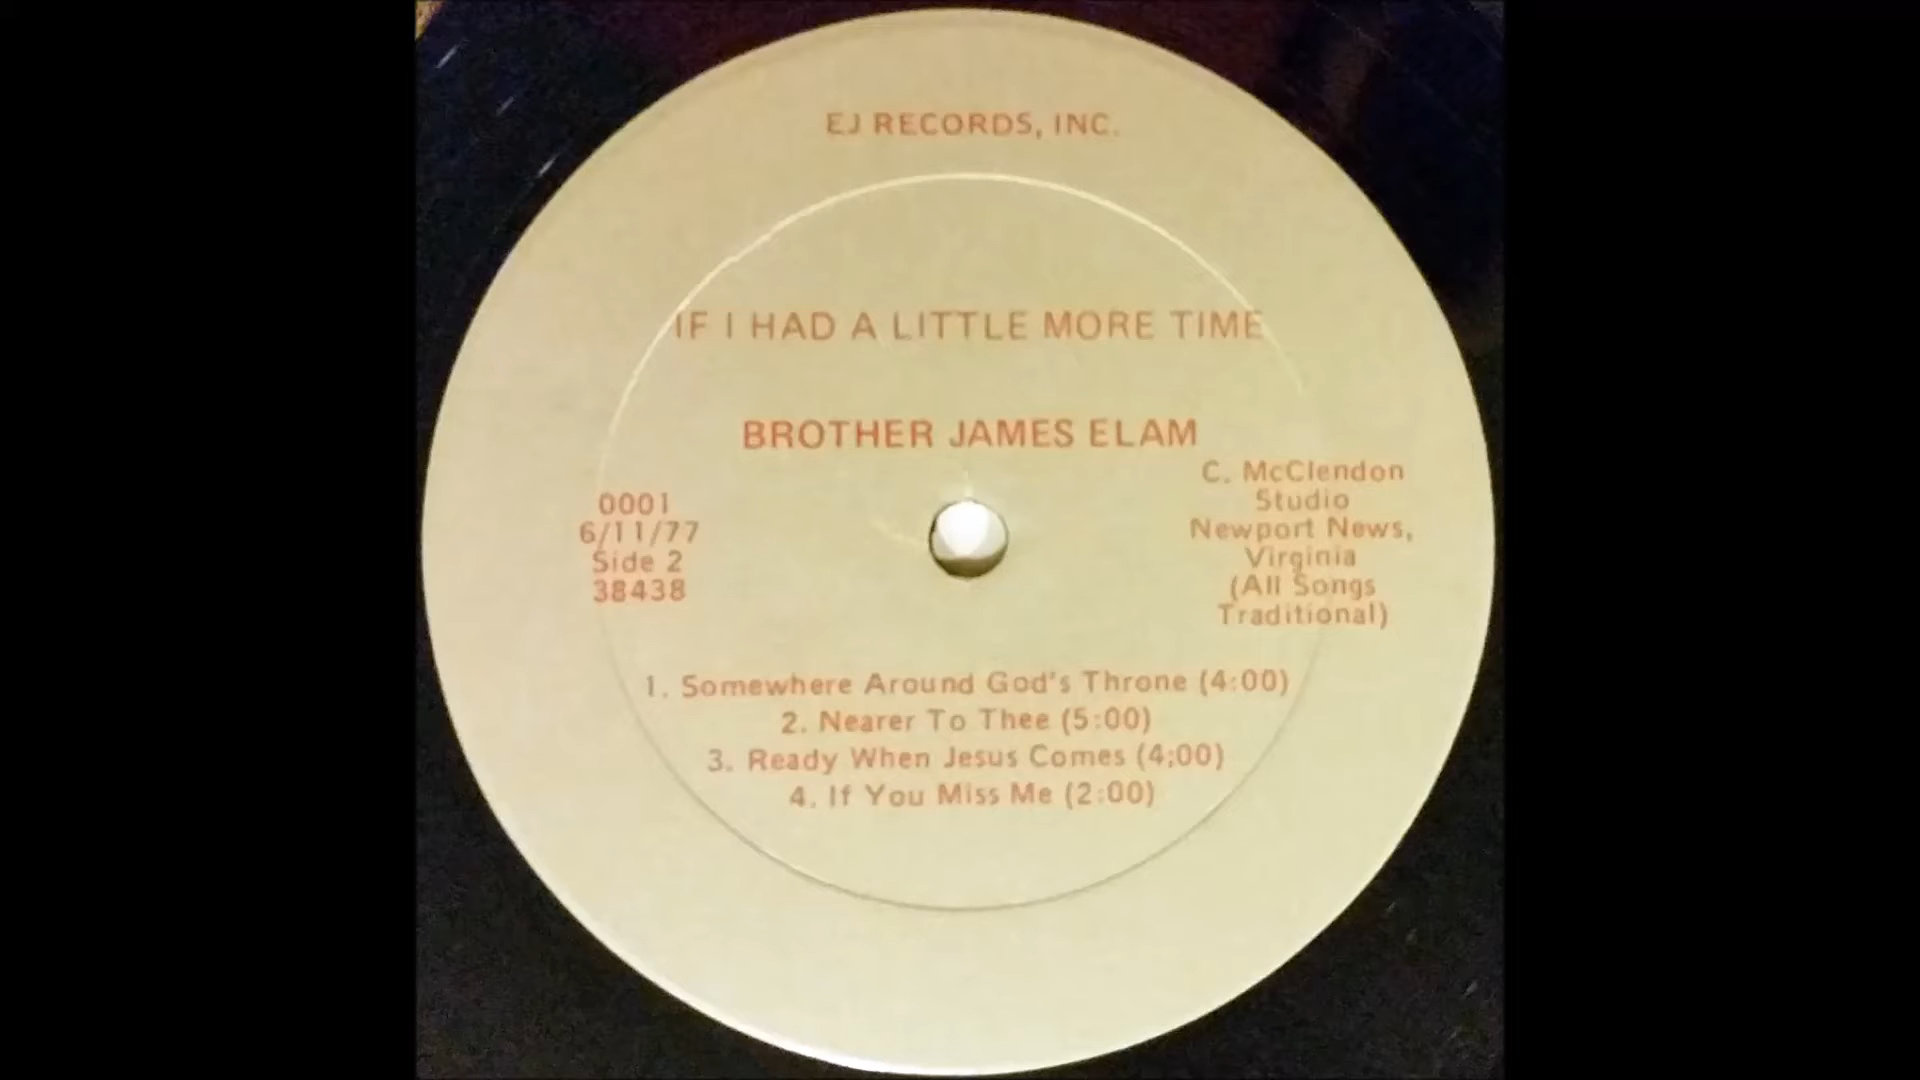 EJ RECORDS, INC.
IF I HAD A LITTLE MORE TIME
BROTHER JAMES ELAM
0001
6/11/77
Side 2
38438
C. McClendon
Studio
Newport News,
Virginia
(All Songs
Traditional)
1. Somewhere Around God's Throne (4:00)
2. Nearer To Thee (5:00)
3. Ready When Jesus Comes (4;00)
4. If You Miss Me (2:00)